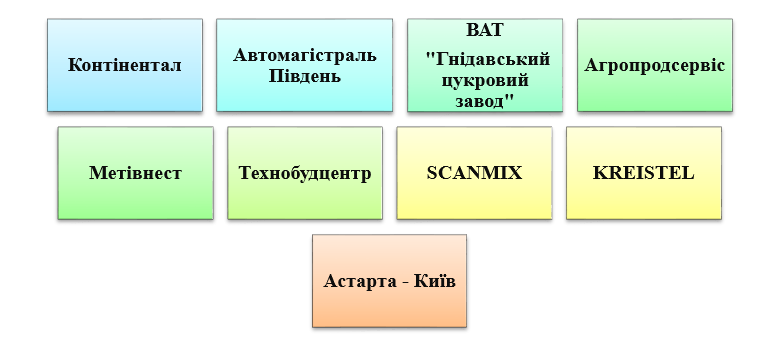 Контінентал
Автомагістраль
Південь
ВАТ
"Гнідавський
цукровий
завод"
Агропродсервіс
Метівнест
Технобудцентр
SCANMIX
KREISTEL
Астарта - Київ